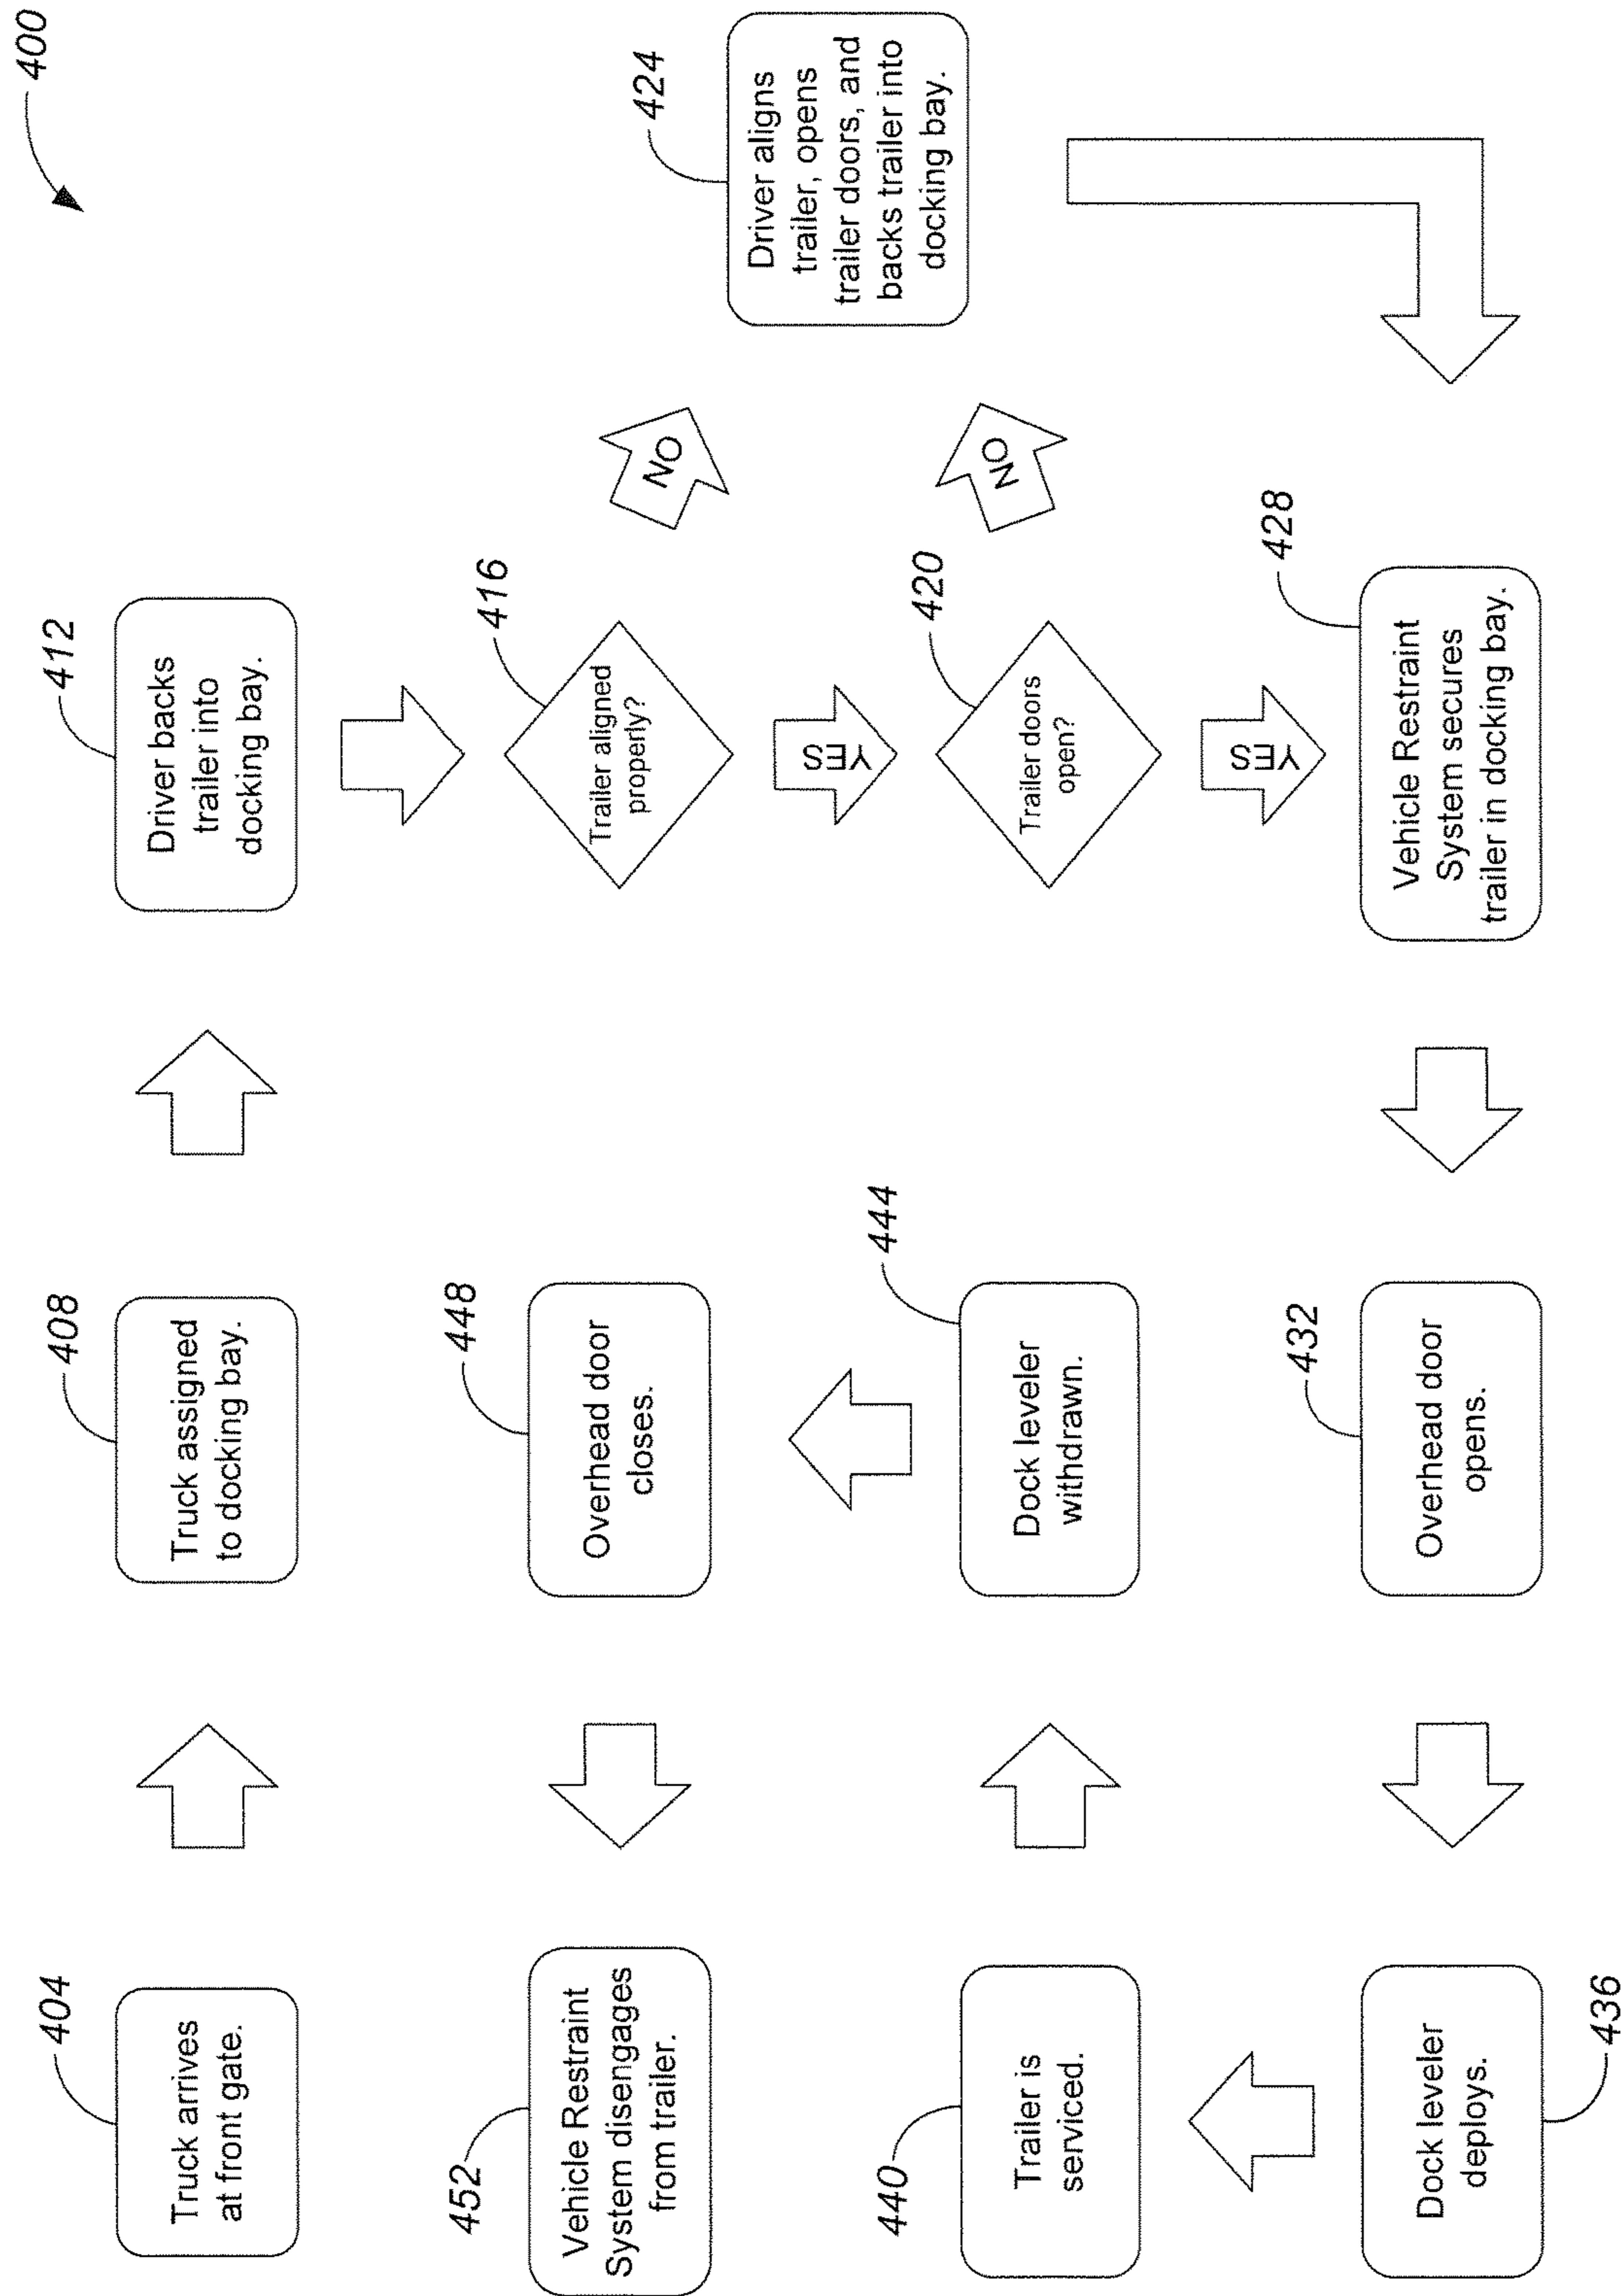 400
404
Truck arrives
at front gate.
408
Truck assigned
to docking bay.
412
Driver backs
trailer into
docking bay.
416
Trailer aligned
properly?
NO
YES
420
Trailer doors
open?
NO
YES
424
Driver aligns
trailer, opens
trailer doors, and
backs trailer into
docking bay.
428
Vehicle Restraint
System secures
trailer in docking bay.
432
Overhead door
opens.
436
Dock leveler
deploys.
440
Trailer is
serviced.
444
Dock leveler
withdrawn.
448
Overhead door
closes.
452
Vehicle Restraint
System disengages
from trailer.